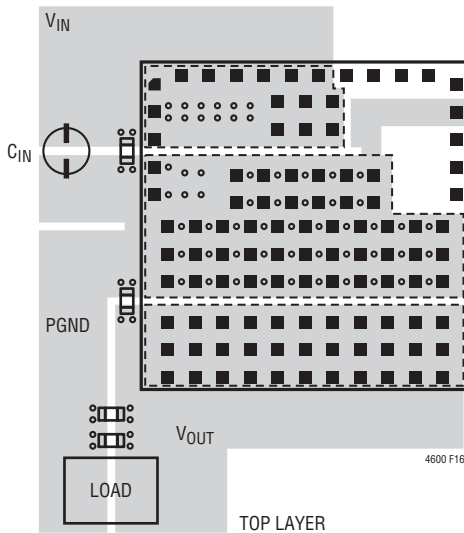 VIN
CIN
PGND
VOUT
4600 F16
LOAD
TOP LAYER